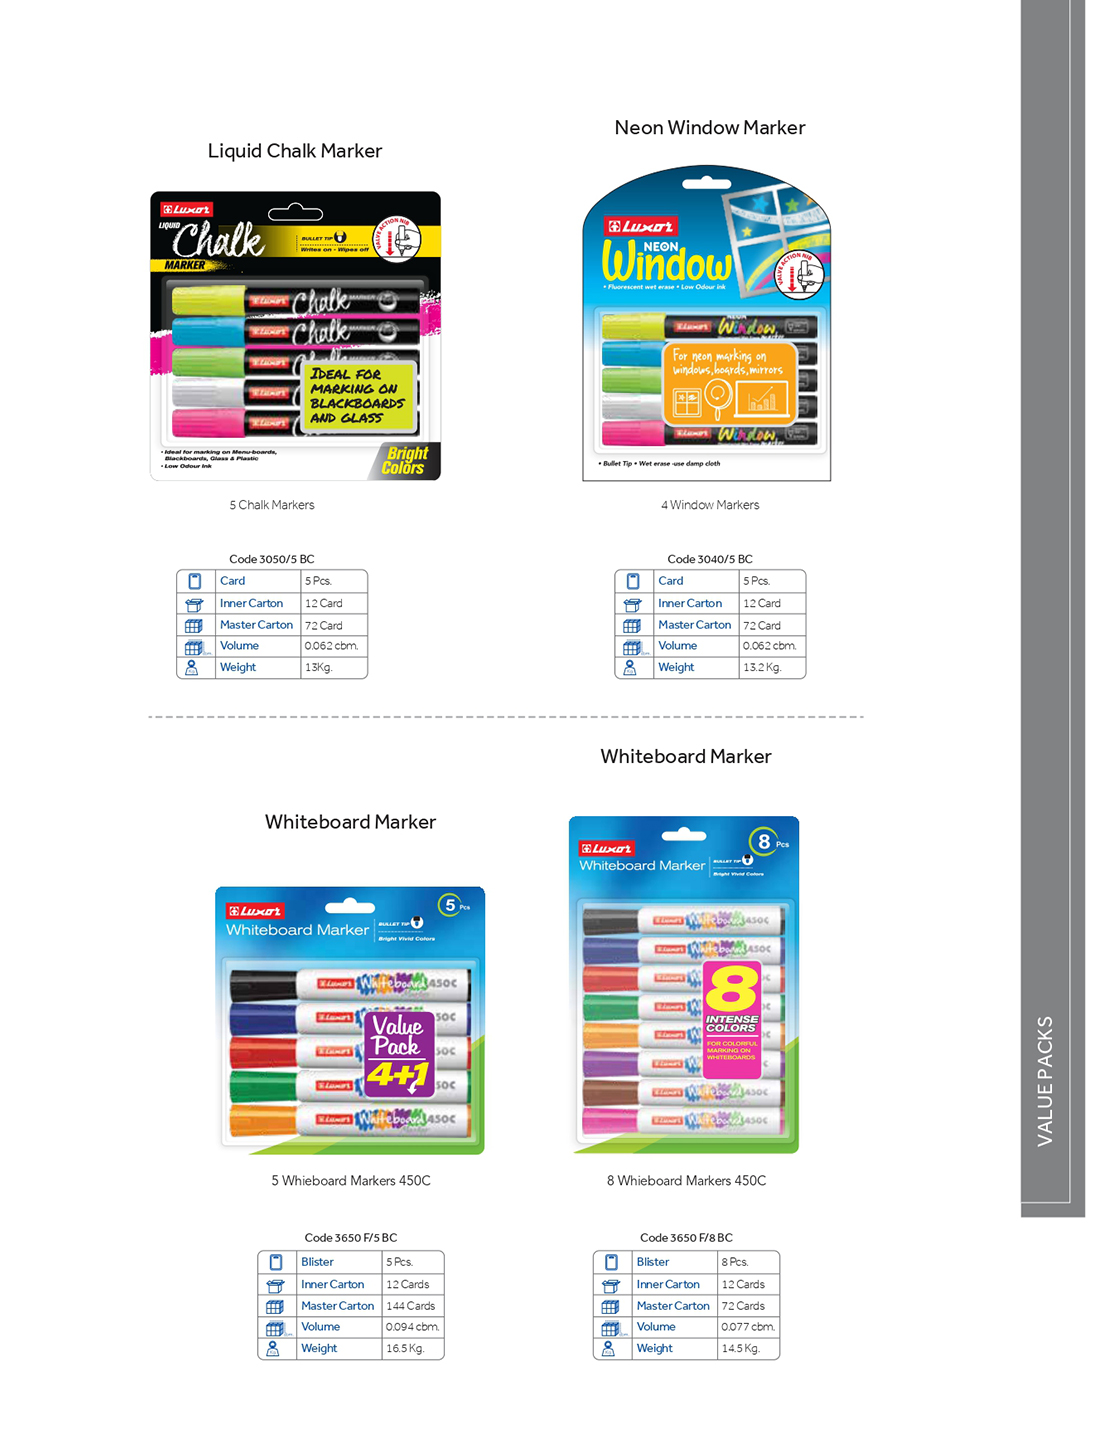 Liquid Chalk Marker
Luxor
LIQUID
Chalk
MARKER
BULLET TIP
Writes on • Wipes off
VALVE ACTION NIB
Chalk
Chalk
IDEAL FOR
MARKING ON
BLACKBOARDS
AND GLASS
• Ideal for marking on Menu-boards,
Blackboards, Glass & Plastic
• Low Odour Ink
Bright
Colors
5 Chalk Markers
Code 3050/5 BC
Card 5 Pcs.
Inner Carton 12 Card
Master Carton 72 Card
Volume 0.062 cbm.
Weight 13Kg.
Neon Window Marker
Luxor
NEON
Window
• Fluorescent wet erase • Low Odour ink
VALVE ACTION NIB
Luxor Window
For neon marking on
windows,boards,mirrors
Luxor Window
• Bullet Tip • Wet erase -use damp cloth
4 Window Markers
Code 3040/5 BC
Card 5 Pcs.
Inner Carton 12 Card
Master Carton 72 Card
Volume 0.062 cbm.
Weight 13.2 Kg.
Whiteboard Marker
Luxor
Whiteboard Marker
BULLET TIP
Bright Vivid Colors
5 Pcs
Luxor Whiteboard 450C
Value
Pack
4+1
Luxor Whiteboard 450C
5 Whieboard Markers 450C
Code 3650 F/5 BC
Blister 5 Pcs.
Inner Carton 12 Cards
Master Carton 144 Cards
Volume 0.094 cbm.
Weight 16.5 Kg.
Whiteboard Marker
Luxor
Whiteboard Marker
BULLET TIP
Bright Vivid Colors
8 Pcs
Luxor Whiteboard 450C
8
INTENSE
COLORS
FOR COLORFUL
MARKING ON
WHITEBOARDS
Luxor Whiteboard 450C
8 Whieboard Markers 450C
Code 3650 F/8 BC
Blister 8 Pcs.
Inner Carton 12 Cards
Master Carton 72 Cards
Volume 0.077 cbm.
Weight 14.5 Kg.
VALUE PACKS